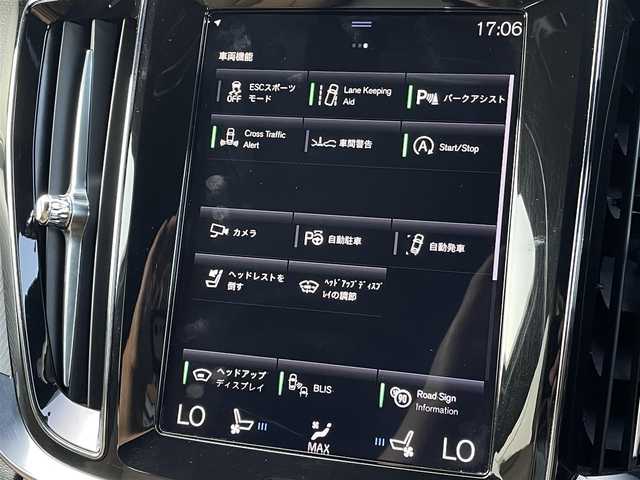 17:06
車両機能
OFF
ESCスポーツ
モード
Lane Keeping
Aid
P
パークアシスト
Cross Traffic
Alert
車間警告
A
Start/Stop
カメラ
P
自動駐車
自動発車
ヘッドレストを
倒す
ﾍｯﾄﾞｱｯﾌﾟﾃﾞｨｽﾌﾟ
ﾚｲの調節
ヘッドアップ
ディスプレイ
BLIS
90
Road Sign
Information
LO
MAX
LO